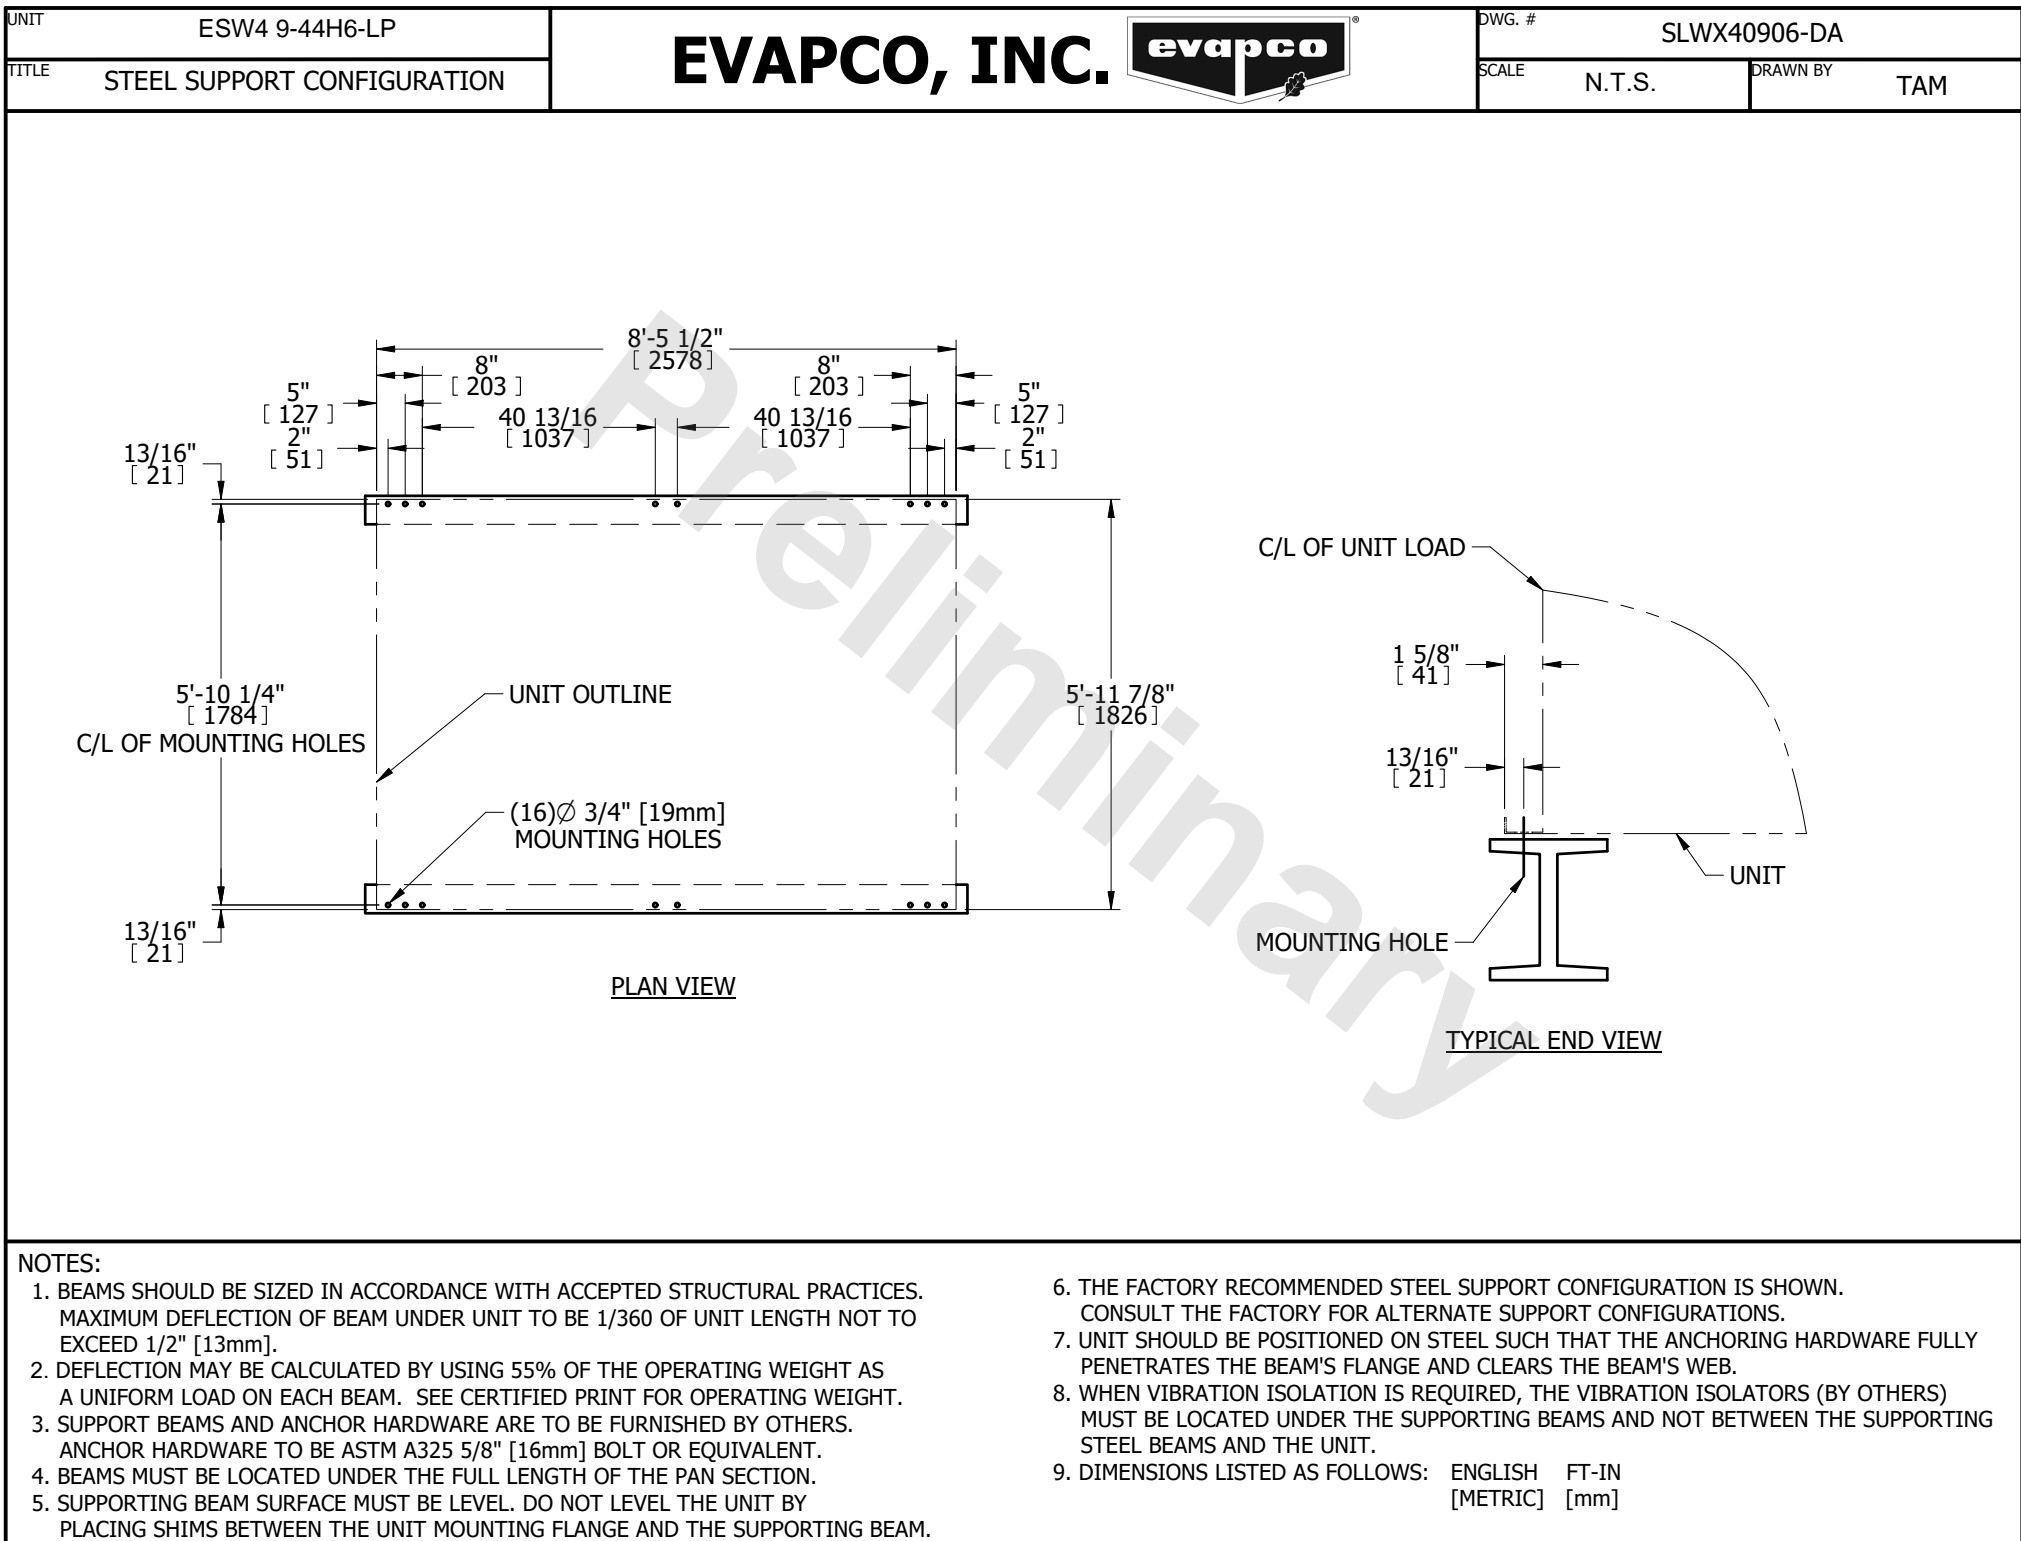 UNIT
ESW4 9-44H6-LP
TITLE
STEEL SUPPORT CONFIGURATION
EVAPCO, INC.
evapco
®
DWG. #
SLWX40906-DA
SCALE
N.T.S.
DRAWN BY
TAM
8'-5 1/2"
[ 2578 ]
8"
[ 203 ]
8"
[ 203 ]
5"
[ 127 ]
5"
[ 127 ]
40 13/16
[ 1037 ]
40 13/16
[ 1037 ]
2"
[ 51 ]
2"
[ 51 ]
13/16"
[ 21 ]
5'-10 1/4"
[ 1784 ]
C/L OF MOUNTING HOLES
UNIT OUTLINE
5'-11 7/8"
[ 1826 ]
(16)Ø 3/4" [19mm]
MOUNTING HOLES
13/16"
[ 21 ]
PLAN VIEW
C/L OF UNIT LOAD
1 5/8"
[ 41 ]
13/16"
[ 21 ]
UNIT
MOUNTING HOLE
TYPICAL END VIEW
Preliminary
NOTES:
1. BEAMS SHOULD BE SIZED IN ACCORDANCE WITH ACCEPTED STRUCTURAL PRACTICES.
MAXIMUM DEFLECTION OF BEAM UNDER UNIT TO BE 1/360 OF UNIT LENGTH NOT TO
EXCEED 1/2" [13mm].
2. DEFLECTION MAY BE CALCULATED BY USING 55% OF THE OPERATING WEIGHT AS
A UNIFORM LOAD ON EACH BEAM. SEE CERTIFIED PRINT FOR OPERATING WEIGHT.
3. SUPPORT BEAMS AND ANCHOR HARDWARE ARE TO BE FURNISHED BY OTHERS.
ANCHOR HARDWARE TO BE ASTM A325 5/8" [16mm] BOLT OR EQUIVALENT.
4. BEAMS MUST BE LOCATED UNDER THE FULL LENGTH OF THE PAN SECTION.
5. SUPPORTING BEAM SURFACE MUST BE LEVEL. DO NOT LEVEL THE UNIT BY
PLACING SHIMS BETWEEN THE UNIT MOUNTING FLANGE AND THE SUPPORTING BEAM.
6. THE FACTORY RECOMMENDED STEEL SUPPORT CONFIGURATION IS SHOWN.
CONSULT THE FACTORY FOR ALTERNATE SUPPORT CONFIGURATIONS.
7. UNIT SHOULD BE POSITIONED ON STEEL SUCH THAT THE ANCHORING HARDWARE FULLY
PENETRATES THE BEAM'S FLANGE AND CLEARS THE BEAM'S WEB.
8. WHEN VIBRATION ISOLATION IS REQUIRED, THE VIBRATION ISOLATORS (BY OTHERS)
MUST BE LOCATED UNDER THE SUPPORTING BEAMS AND NOT BETWEEN THE SUPPORTING
STEEL BEAMS AND THE UNIT.
9. DIMENSIONS LISTED AS FOLLOWS: ENGLISH FT-IN
[METRIC] [mm]